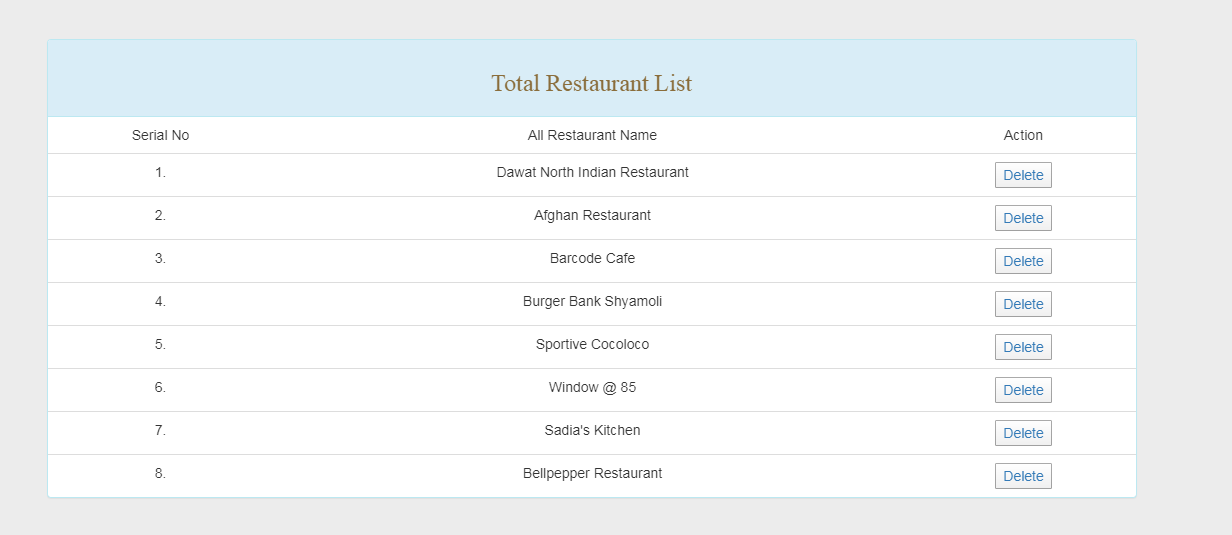 Total Restaurant List
Serial No All Restaurant Name Action
1. Dawat North Indian Restaurant Delete
2. Afghan Restaurant Delete
3. Barcode Cafe Delete
4. Burger Bank Shyamoli Delete
5. Sportive Cocoloco Delete
6. Window @ 85 Delete
7. Sadia's Kitchen Delete
8. Bellpepper Restaurant Delete